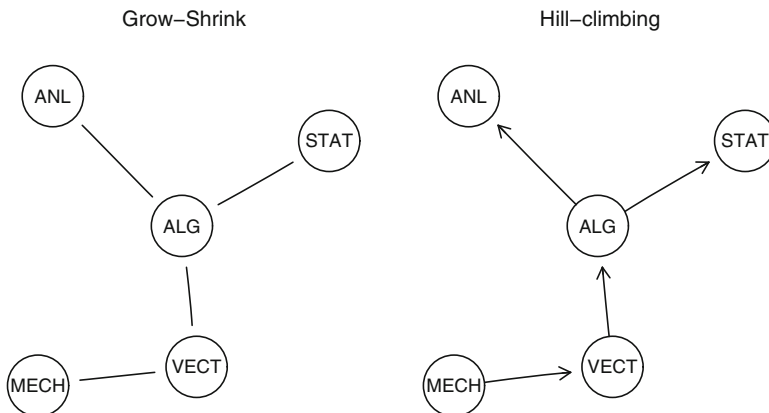 Grow−Shrink
ANL
STAT
ALG
VECT
MECH
Hill−climbing
ANL
STAT
ALG
VECT
MECH